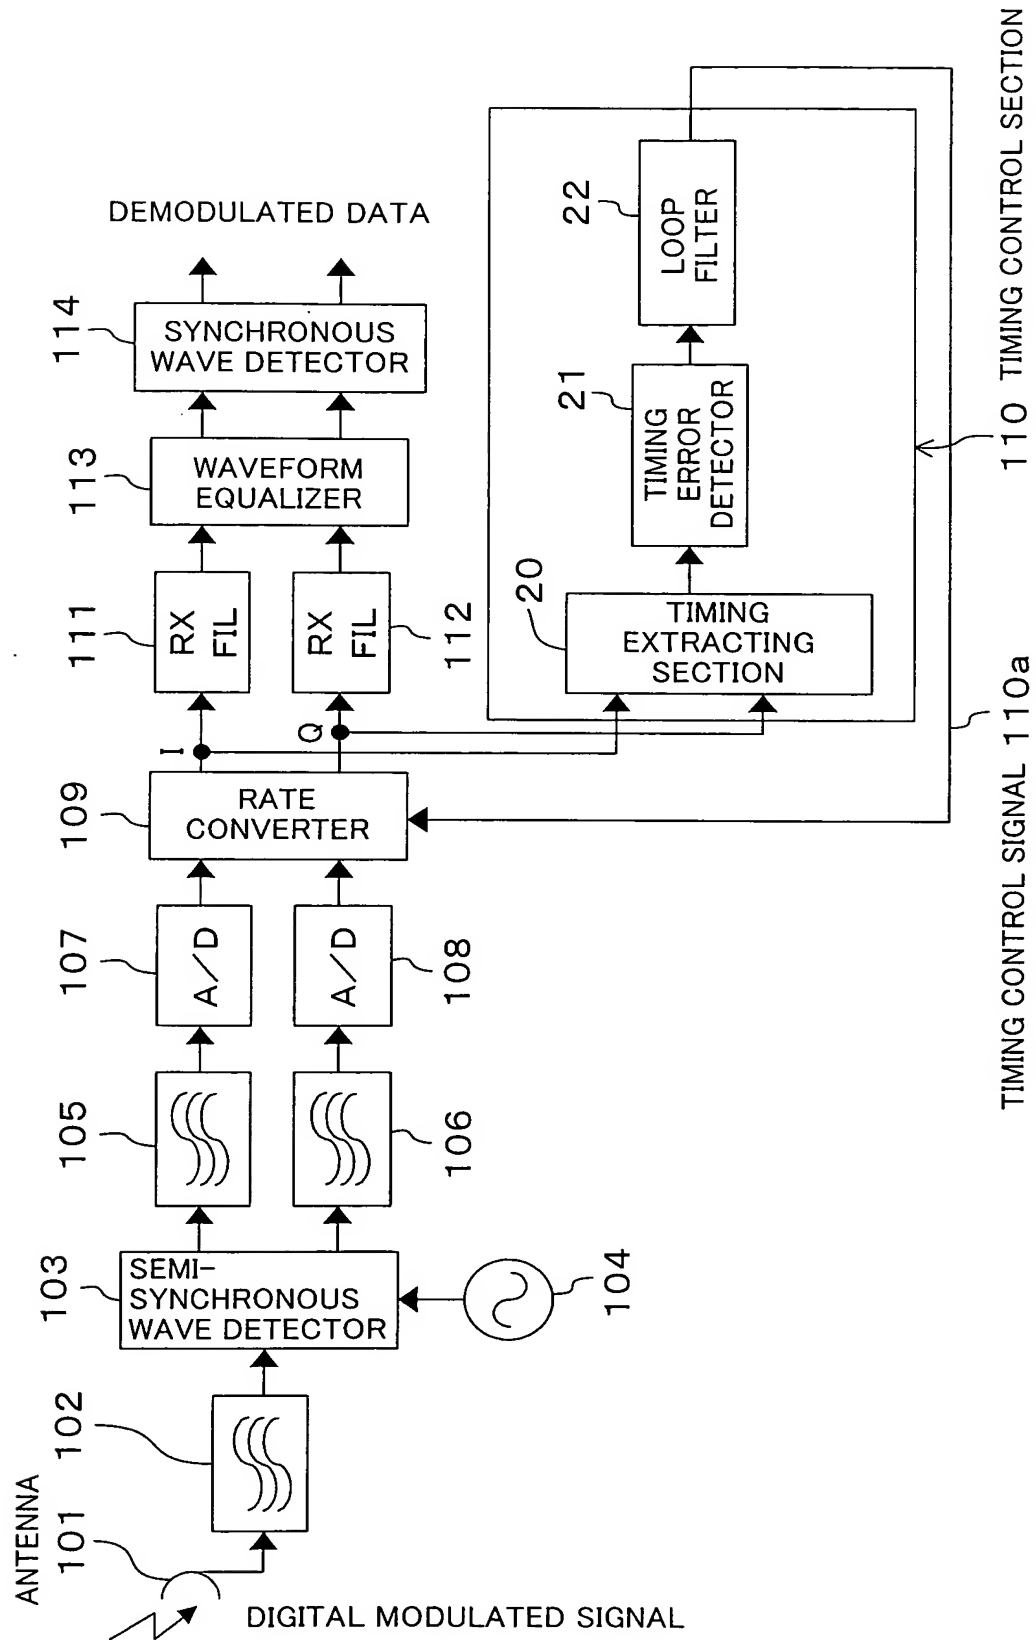 ANTENNA
101
DIGITAL MODULATED SIGNAL
102
103
SEMI-
SYNCHRONOUS
WAVE DETECTOR
104
105
106
107
A/D
108
A/D
109
RATE
CONVERTER
I
Q
111
RX
FIL
112
RX
FIL
113
WAVEFORM
EQUALIZER
114
SYNCHRONOUS
WAVE DETECTOR
DEMODULATED DATA
20
TIMING
EXTRACTING
SECTION
21
TIMING
ERROR
DETECTOR
22
LOOP
FILTER
110 TIMING CONTROL SECTION
TIMING CONTROL SIGNAL 110a